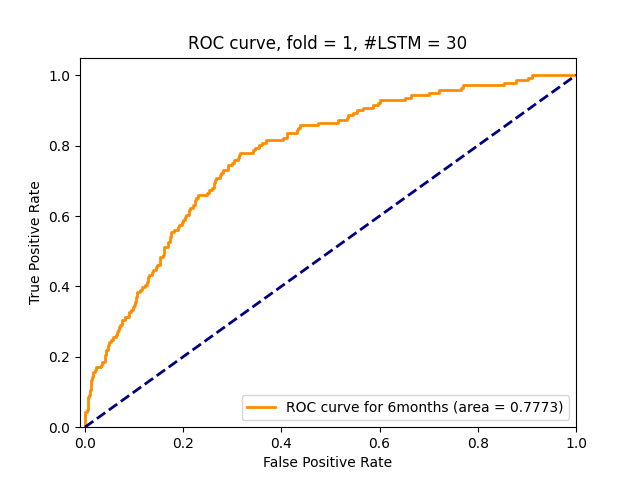 ROC curve, fold = 1, #LSTM = 30
True Positive Rate
1.0
0.8
0.6
0.4
0.2
0.0
ROC curve for 6months (area = 0.7773)
0.0 0.2 0.4 0.6 0.8 1.0
False Positive Rate